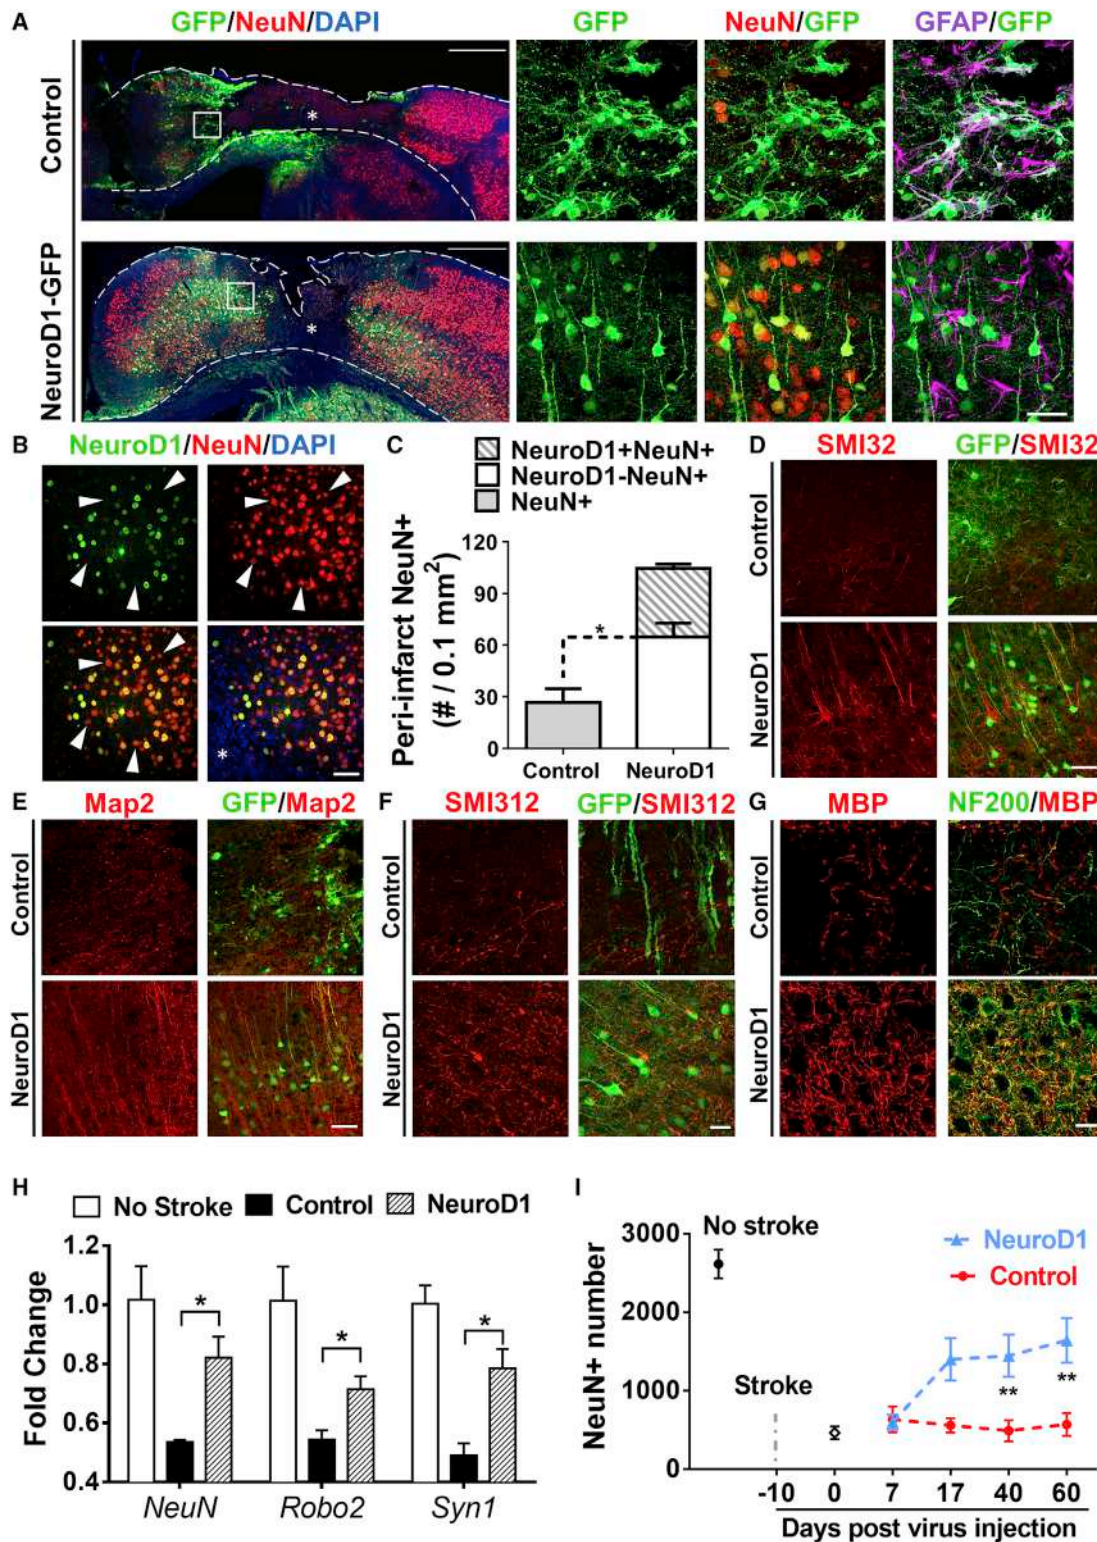 A
GFP/NeuN/DAPI
GFP
NeuN/GFP
GFAP/GFP
Control
*
NeuroD1-GFP
*
B
NeuroD1/NeuN/DAPI
*
C
NeuroD1+NeuN+
NeuroD1-NeuN+
NeuN+
Peri-infarct NeuN+
(# / 0.1 mm²)
120
90
60
30
0
*
Control
NeuroD1
D
SMI32
GFP/SMI32
Control
NeuroD1
E
Map2
GFP/Map2
Control
NeuroD1
F
SMI312
GFP/SMI312
Control
NeuroD1
G
MBP
NF200/MBP
Control
NeuroD1
H
No Stroke
Control
NeuroD1
Fold Change
1.2
1.0
0.8
0.6
0.4
*
*
*
NeuN
Robo2
Syn1
I
NeuN+ number
3000
2000
1000
0
No stroke
NeuroD1
Control
Stroke
**
**
-10 0 7 17 40 60
Days post virus injection